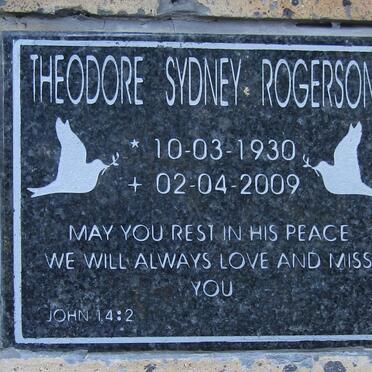 THEODORE SYDNEY ROGERSON
* 10-03-1930
+ 02-04-2009
MAY YOU REST IN HIS PEACE
WE WILL ALWAYS LOVE AND MISS
YOU
JOHN 14:2